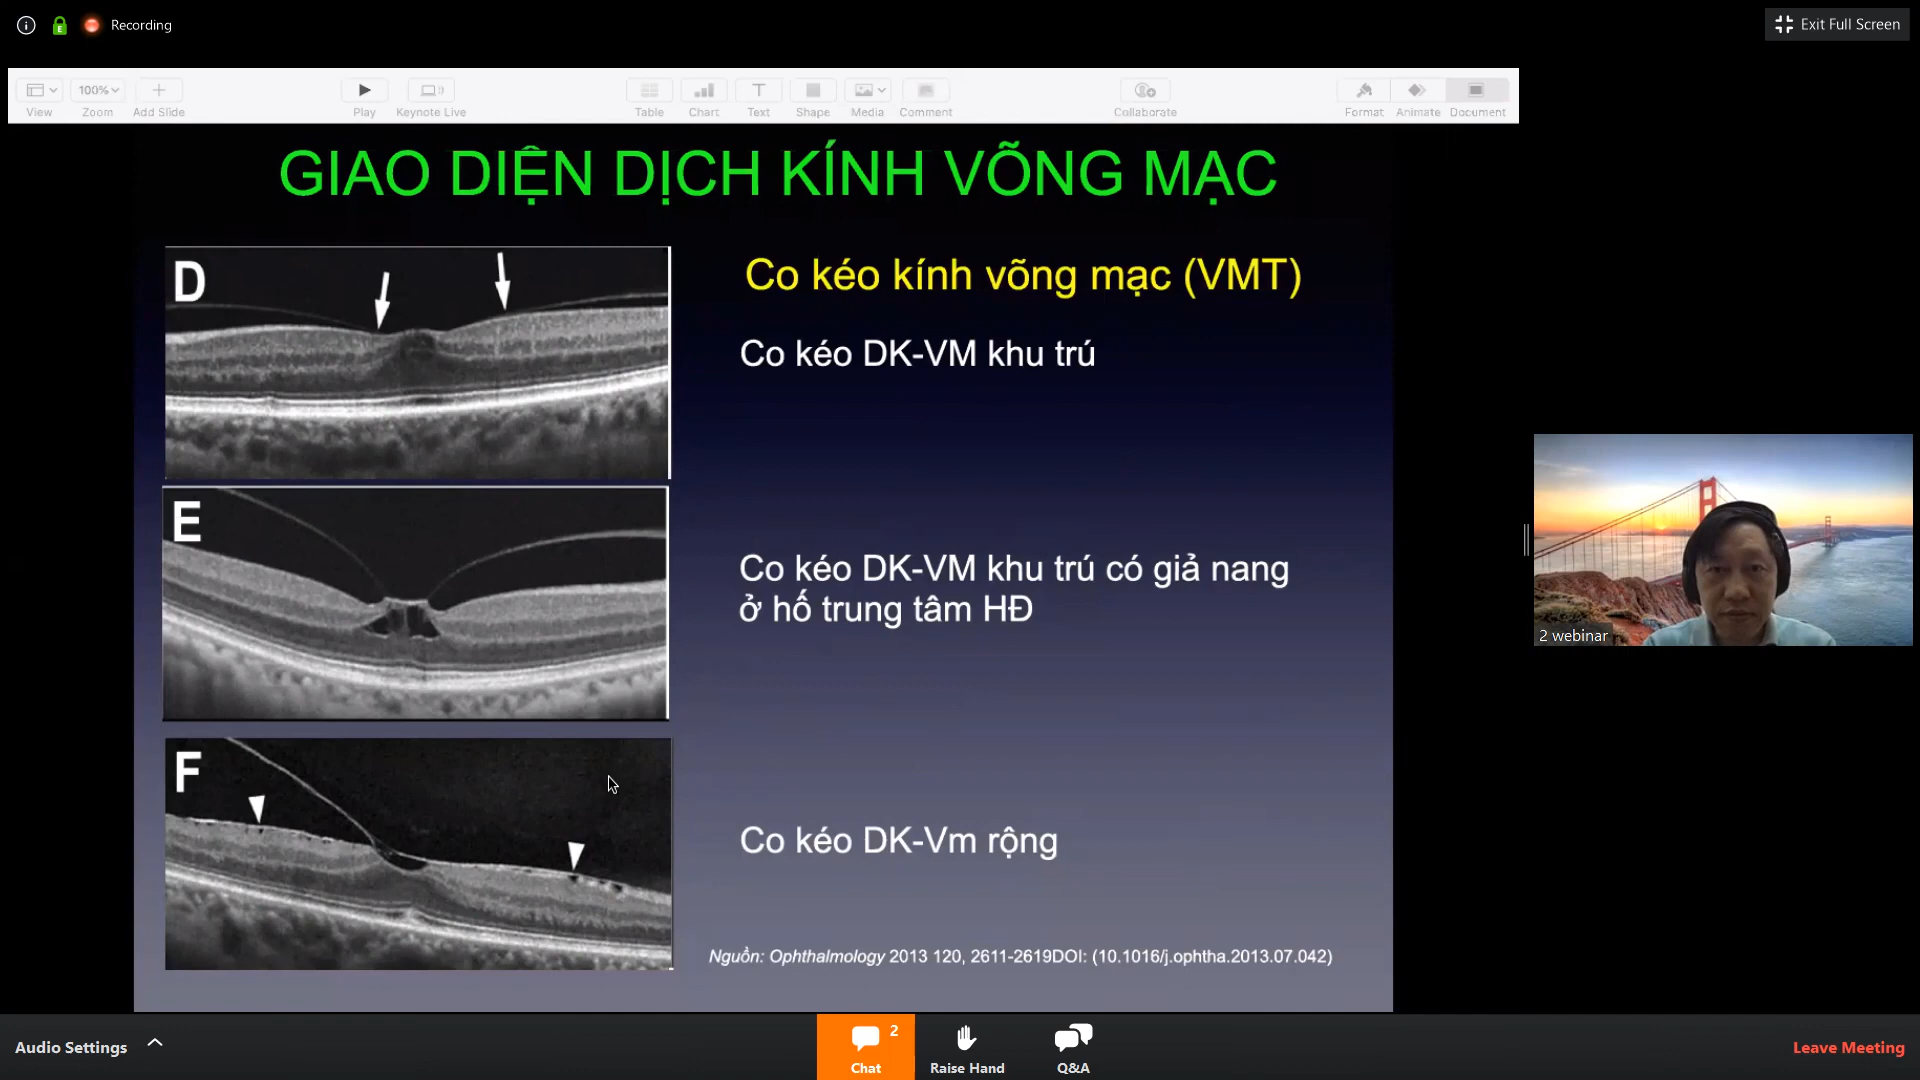 Recording
Exit Full Screen
100%
View
Zoom
Add Slide
Play
Keynote Live
Table
Chart
Text
Shape
Media
Comment
Collaborate
Format
Animate
Document
GIAO DIỆN DỊCH KÍNH VÕNG MẠC
D
Co kéo kính võng mạc (VMT)
Co kéo DK-VM khu trú
E
Co kéo DK-VM khu trú có giả nang
ở hố trung tâm HĐ
F
Co kéo DK-Vm rộng
Nguồn: Ophthalmology 2013 120, 2611-2619DOI: (10.1016/j.ophtha.2013.07.042)
2 webinar
Audio Settings
2
Chat
Raise Hand
Q&A
Leave Meeting